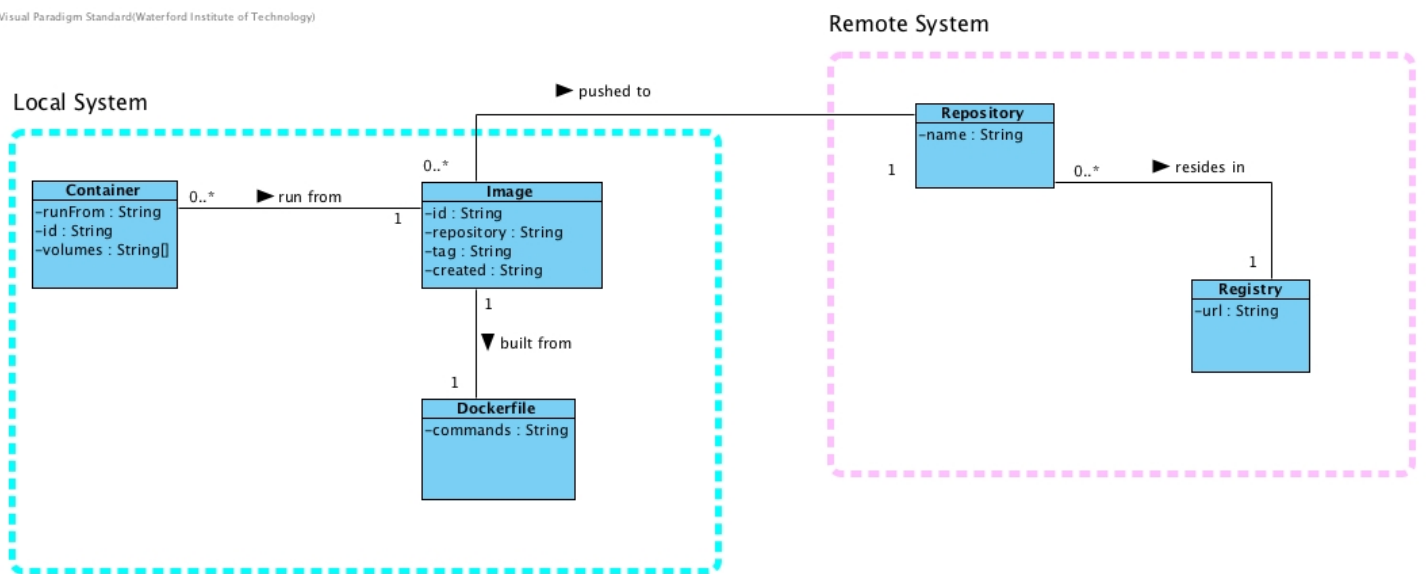 Visual Paradigm Standard(Waterford Institute of Technology)
Remote System
Local System
pushed to
Repository
-name : String
0..*
resides in
1
0..*
Container
-runFrom : String
-id : String
-volumes : String[]
0..*
run from
1
Image
-id : String
-repository : String
-tag : String
-created : String
1
Registry
-url : String
1
built from
1
Dockerfile
-commands : String